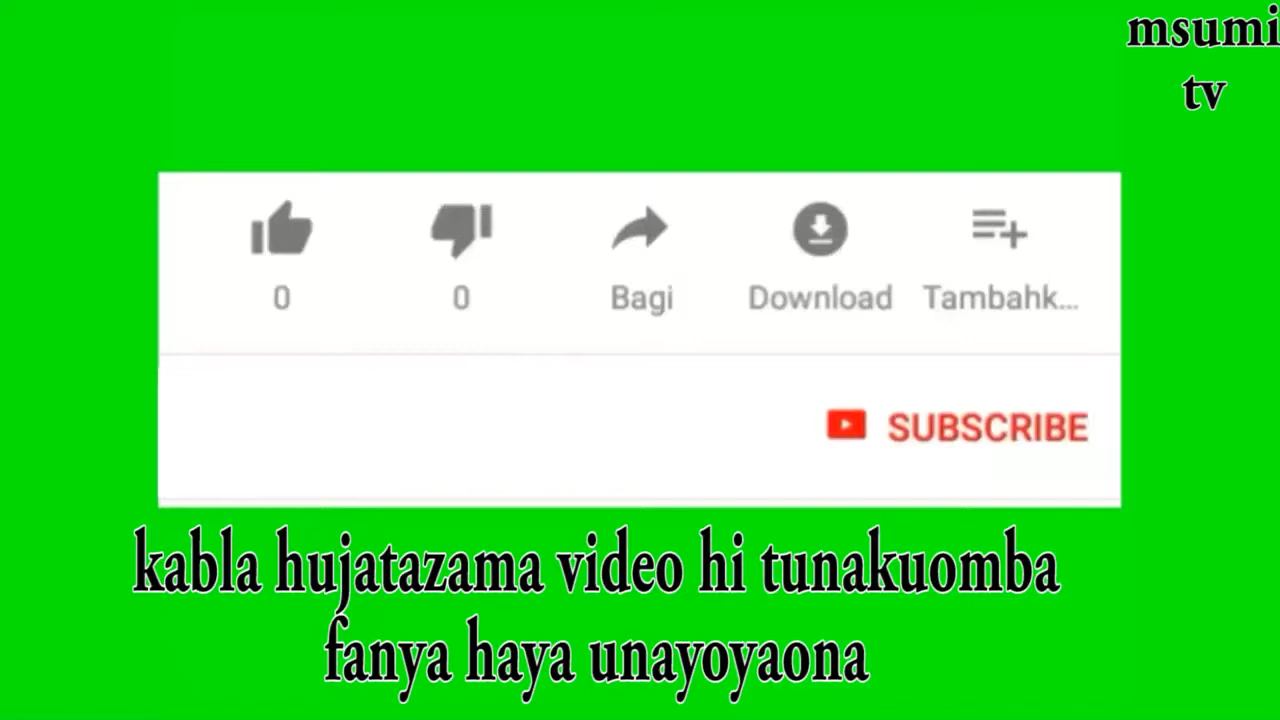 msumi
tv
0 0 Bagi Download Tambahk...
SUBSCRIBE
kabla hujatazama video hi tunakuomba
fanya haya unayoyaona